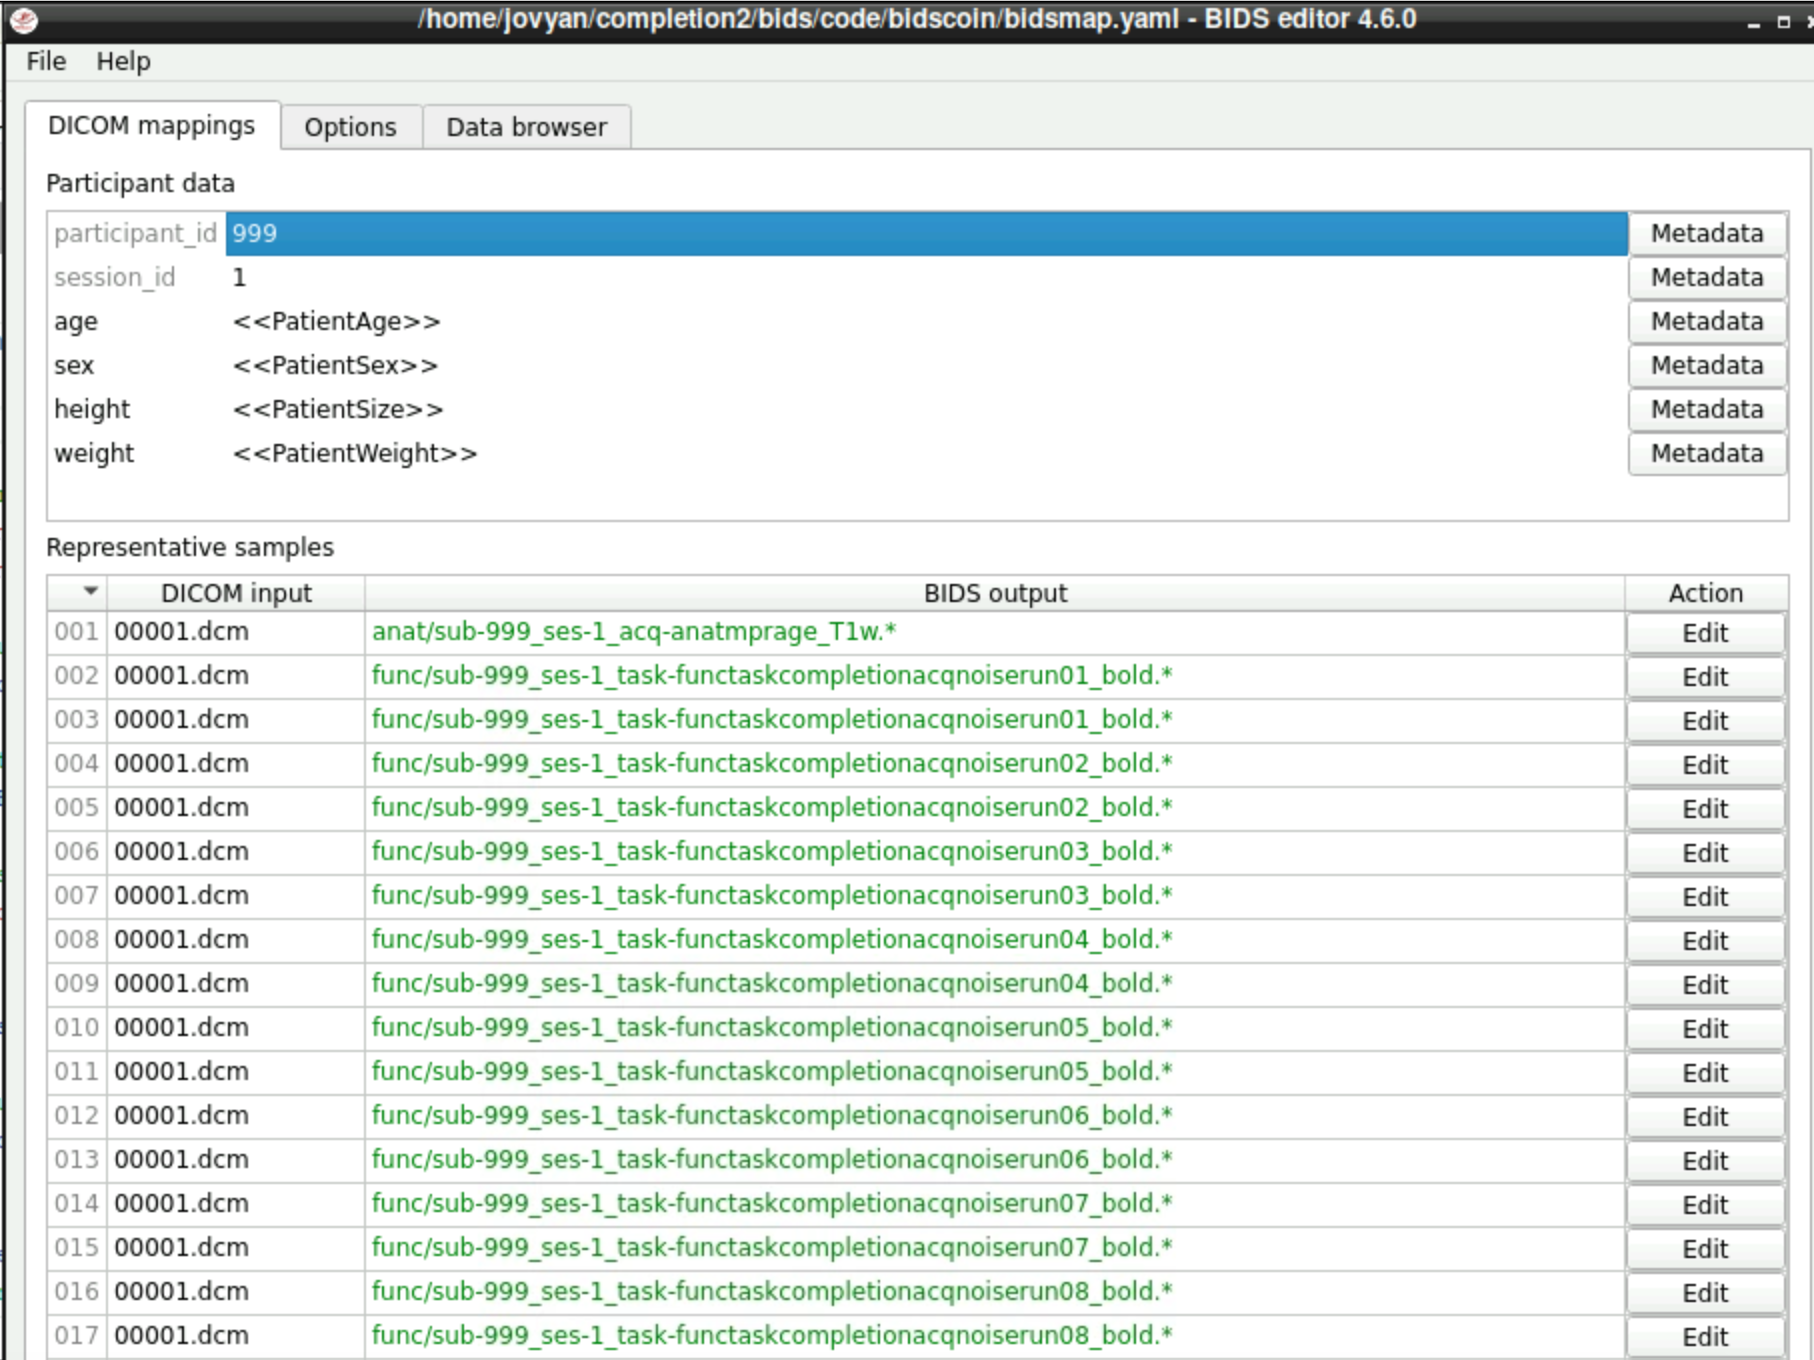 /home/jovyan/completion2/bids/code/bidscoin/bidsmap.yaml - BIDS editor 4.6.0
File Help
DICOM mappings Options Data browser
Participant data
participant_id 999 Metadata
session_id 1 Metadata
age <<PatientAge>> Metadata
sex <<PatientSex>> Metadata
height <<PatientSize>> Metadata
weight <<PatientWeight>> Metadata
Representative samples
DICOM input BIDS output Action
001 00001.dcm anat/sub-999_ses-1_acq-anatmprage_T1w.* Edit
002 00001.dcm func/sub-999_ses-1_task-functaskcompletionacqnoiserun01_bold.* Edit
003 00001.dcm func/sub-999_ses-1_task-functaskcompletionacqnoiserun01_bold.* Edit
004 00001.dcm func/sub-999_ses-1_task-functaskcompletionacqnoiserun02_bold.* Edit
005 00001.dcm func/sub-999_ses-1_task-functaskcompletionacqnoiserun02_bold.* Edit
006 00001.dcm func/sub-999_ses-1_task-functaskcompletionacqnoiserun03_bold.* Edit
007 00001.dcm func/sub-999_ses-1_task-functaskcompletionacqnoiserun03_bold.* Edit
008 00001.dcm func/sub-999_ses-1_task-functaskcompletionacqnoiserun04_bold.* Edit
009 00001.dcm func/sub-999_ses-1_task-functaskcompletionacqnoiserun04_bold.* Edit
010 00001.dcm func/sub-999_ses-1_task-functaskcompletionacqnoiserun05_bold.* Edit
011 00001.dcm func/sub-999_ses-1_task-functaskcompletionacqnoiserun05_bold.* Edit
012 00001.dcm func/sub-999_ses-1_task-functaskcompletionacqnoiserun06_bold.* Edit
013 00001.dcm func/sub-999_ses-1_task-functaskcompletionacqnoiserun06_bold.* Edit
014 00001.dcm func/sub-999_ses-1_task-functaskcompletionacqnoiserun07_bold.* Edit
015 00001.dcm func/sub-999_ses-1_task-functaskcompletionacqnoiserun07_bold.* Edit
016 00001.dcm func/sub-999_ses-1_task-functaskcompletionacqnoiserun08_bold.* Edit
017 00001.dcm func/sub-999_ses-1_task-functaskcompletionacqnoiserun08_bold.* Edit